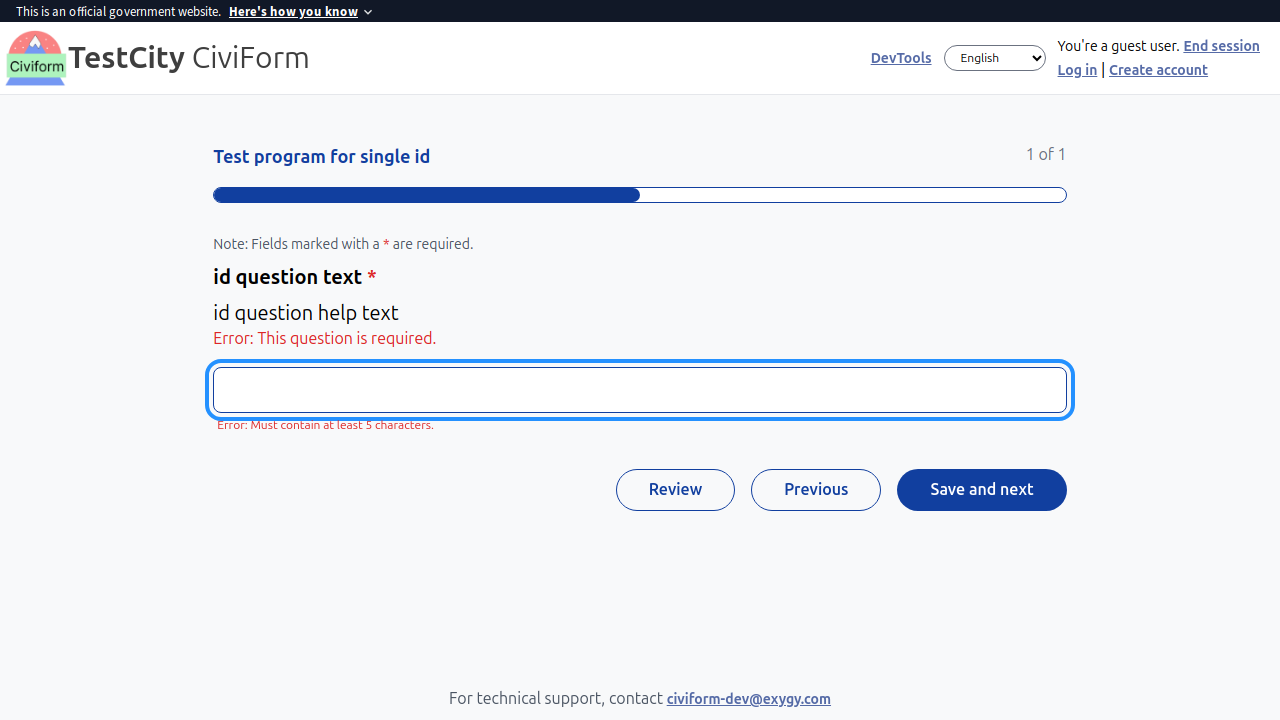 This is an official government website. Here's how you know
Civiform
TestCity CiviForm
DevTools
English
You're a guest user. End session
Log in | Create account
Test program for single id
1 of 1
Note: Fields marked with a * are required.
id question text *
id question help text
Error: This question is required.
Error: Must contain at least 5 characters.
Review
Previous
Save and next
For technical support, contact civiform-dev@exygy.com